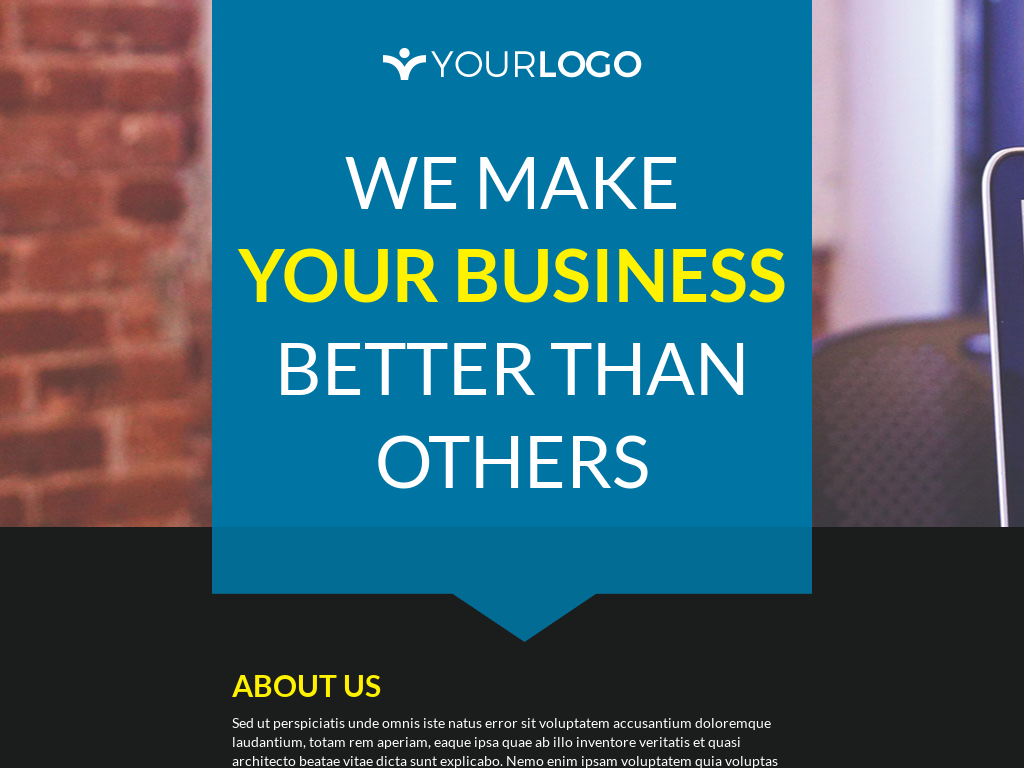 YOURLOGO
WE MAKE
YOUR BUSINESS
BETTER THAN
OTHERS
ABOUT US
Sed ut perspiciatis unde omnis iste natus error sit voluptatem accusantium doloremque
laudantium, totam rem aperiam, eaque ipsa quae ab illo inventore veritatis et quasi
architecto beatae vitae dicta sunt explicabo. Nemo enim ipsam voluptatem quia voluptas